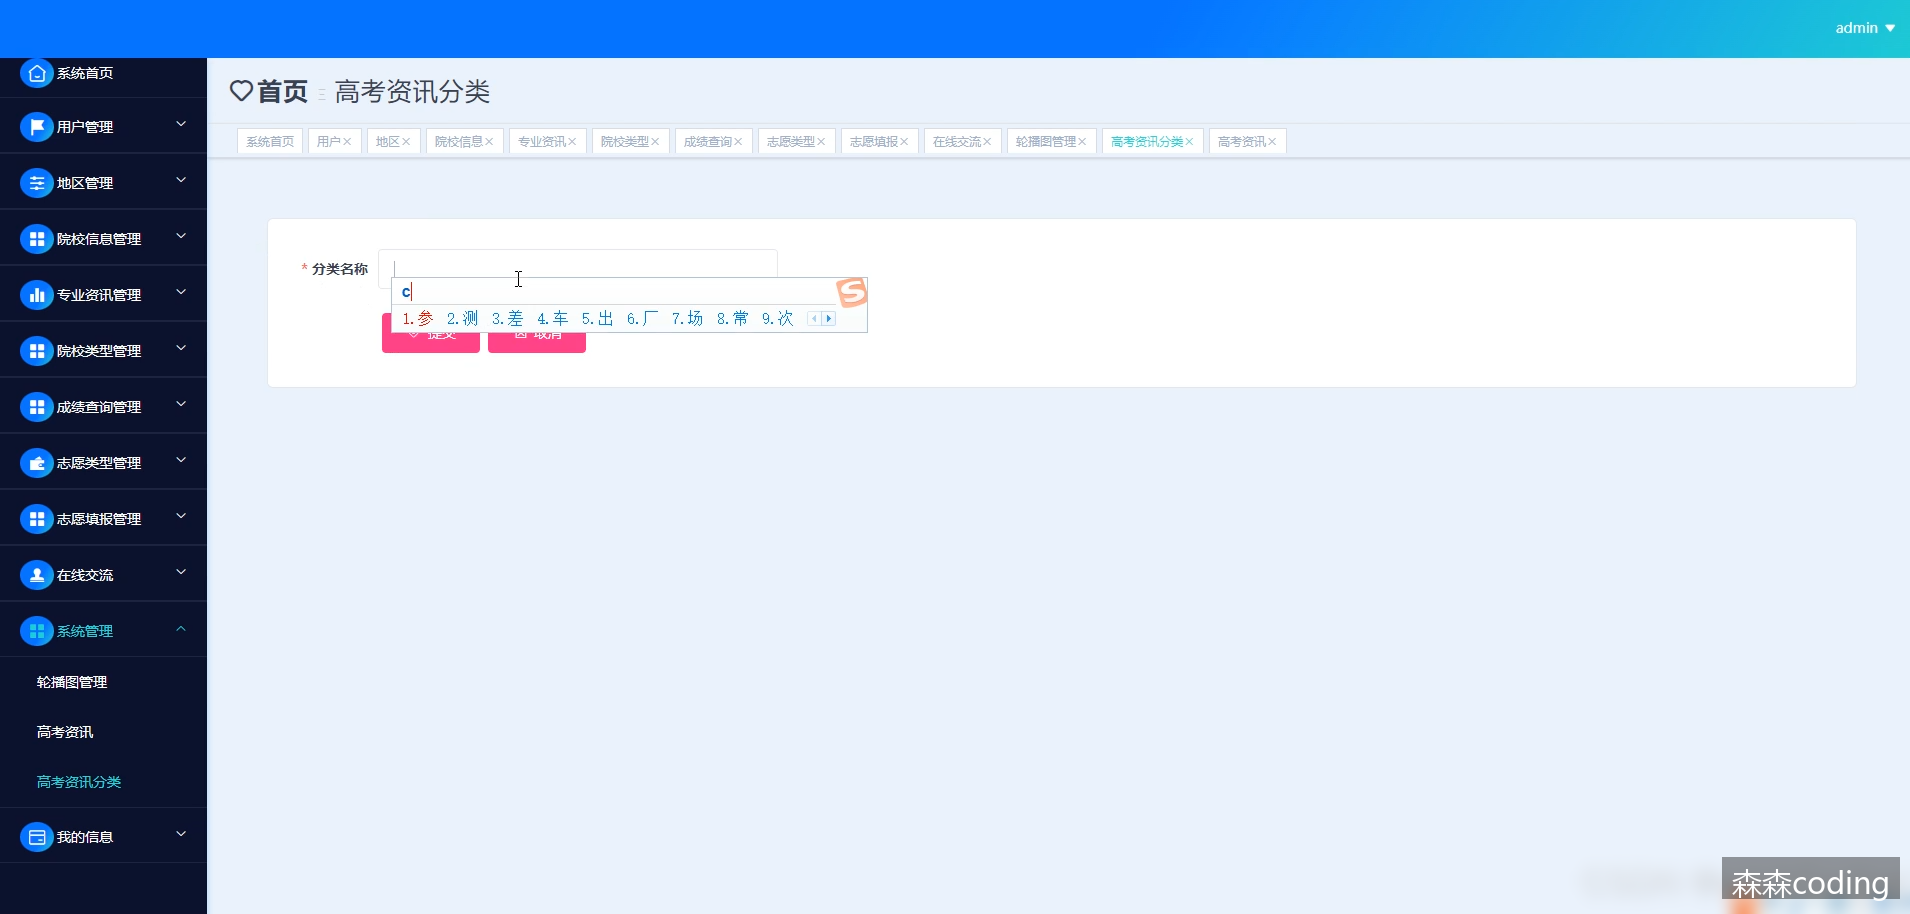 admin
系统首页
用户管理
地区管理
院校信息管理
专业资讯管理
院校类型管理
成绩查询管理
志愿类型管理
志愿填报管理
在线交流
系统管理
轮播图管理
高考资讯
高考资讯分类
我的信息
首页 高考资讯分类
系统首页 用户 地区 院校信息 专业资讯 院校类型 成绩查询 志愿类型 志愿填报 在线交流 轮播图管理 高考资讯分类 高考资讯
* 分类名称
c
1.参 2.测 3.差 4.车 5.出 6.厂 7.场 8.常 9.次
提交 取消
森森coding